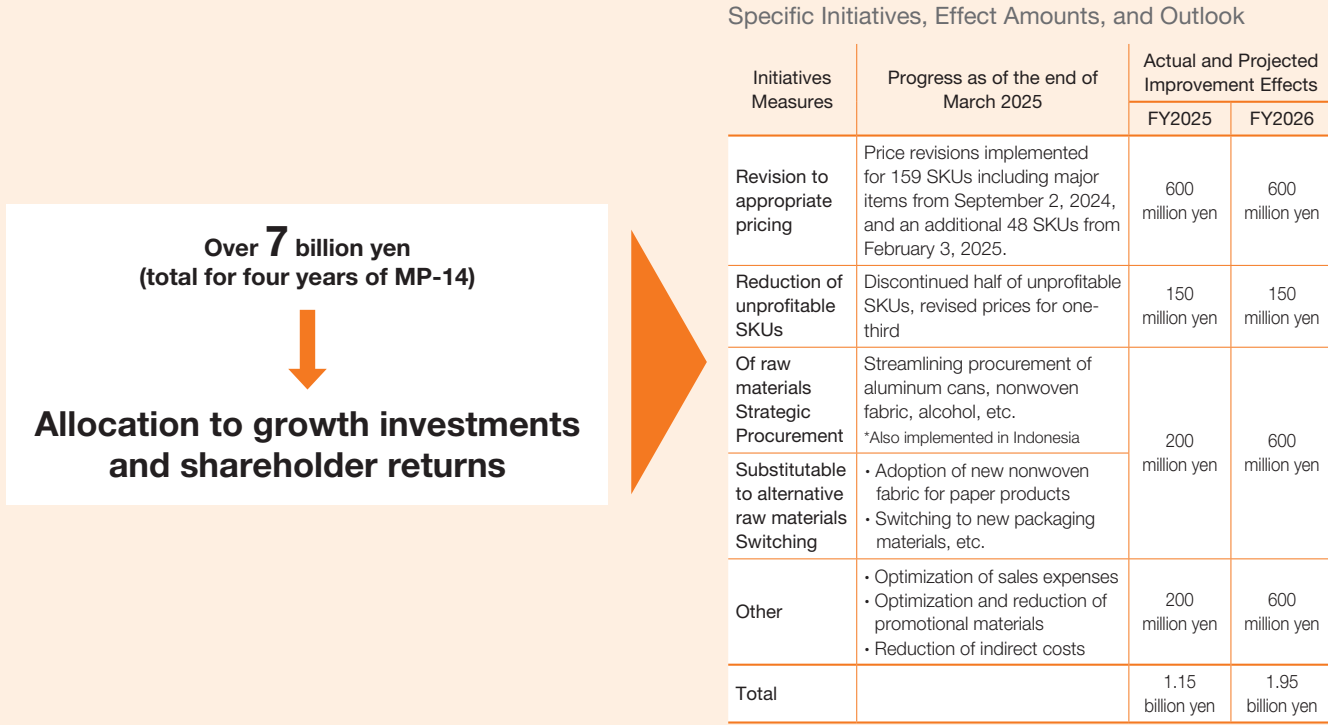 Specific Initiatives, Effect Amounts, and Outlook
Over 7 billion yen
(total for four years of MP-14)
Allocation to growth investments
and shareholder returns
Initiatives
Measures
Progress as of the end of
March 2025
Actual and Projected
Improvement Effects
FY2025
FY2026
Revision to
appropriate
pricing
Price revisions implemented
for 159 SKUs including major
items from September 2, 2024,
and an additional 48 SKUs from
February 3, 2025.
600
million yen
600
million yen
Reduction of
unprofitable
SKUs
Discontinued half of unprofitable
SKUs, revised prices for one-
third
150
million yen
150
million yen
Of raw
materials
Strategic
Procurement
Streamlining procurement of
aluminum cans, nonwoven
fabric, alcohol, etc.
*Also implemented in Indonesia
200
million yen
600
million yen
Substitutable
to alternative
raw materials
Switching
・Adoption of new nonwoven
fabric for paper products
・Switching to new packaging
materials, etc.
Other
・Optimization of sales expenses
・Optimization and reduction of
promotional materials
・Reduction of indirect costs
200
million yen
600
million yen
Total
1.15
billion yen
1.95
billion yen